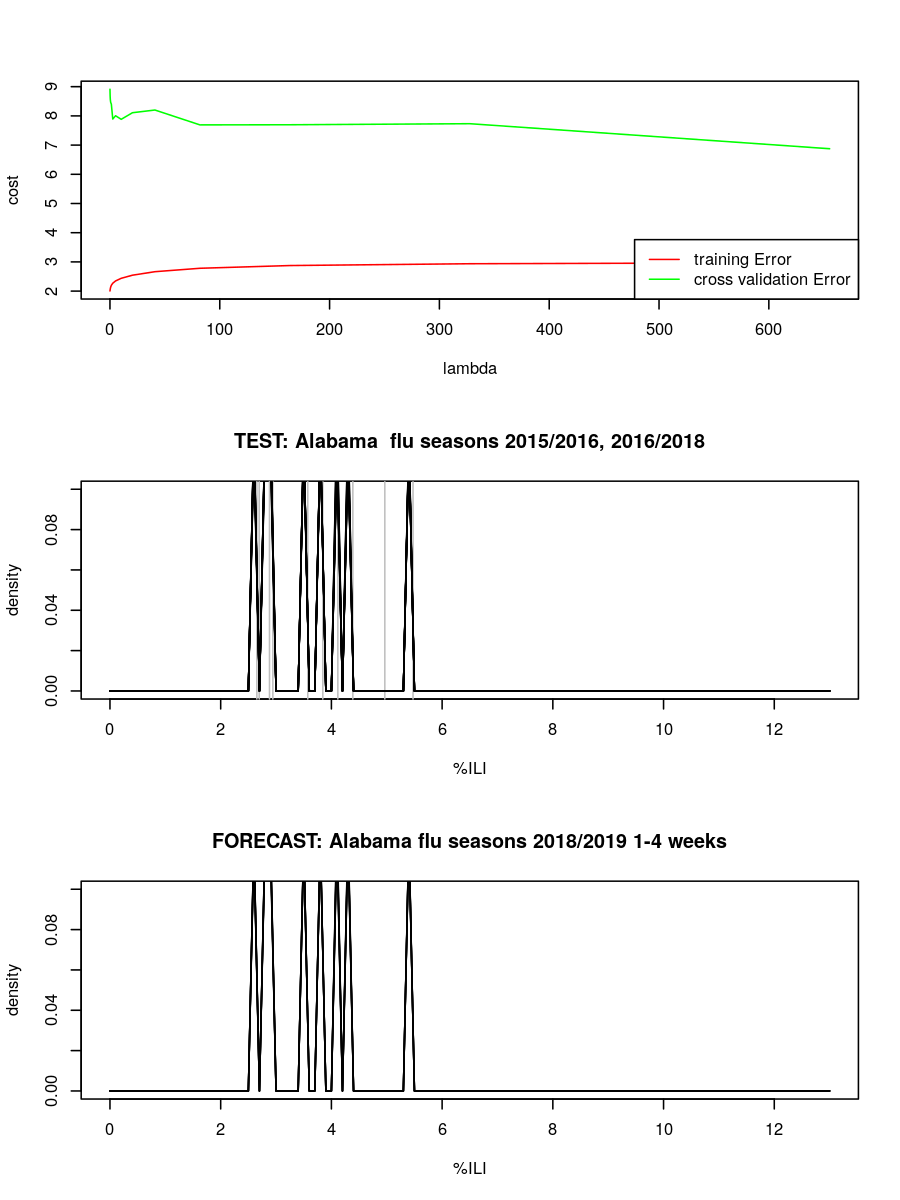 9
8
7
6
5
4
3
2
cost
training Error
cross validation Error
0 100 200 300 400 500 600
lambda
TEST: Alabama  flu seasons 2015/2016, 2016/2018
0.08
0.04
0.00
density
0 2 4 6 8 10 12
%ILI
FORECAST: Alabama flu seasons 2018/2019 1-4 weeks
0.08
0.04
0.00
density
0 2 4 6 8 10 12
%ILI